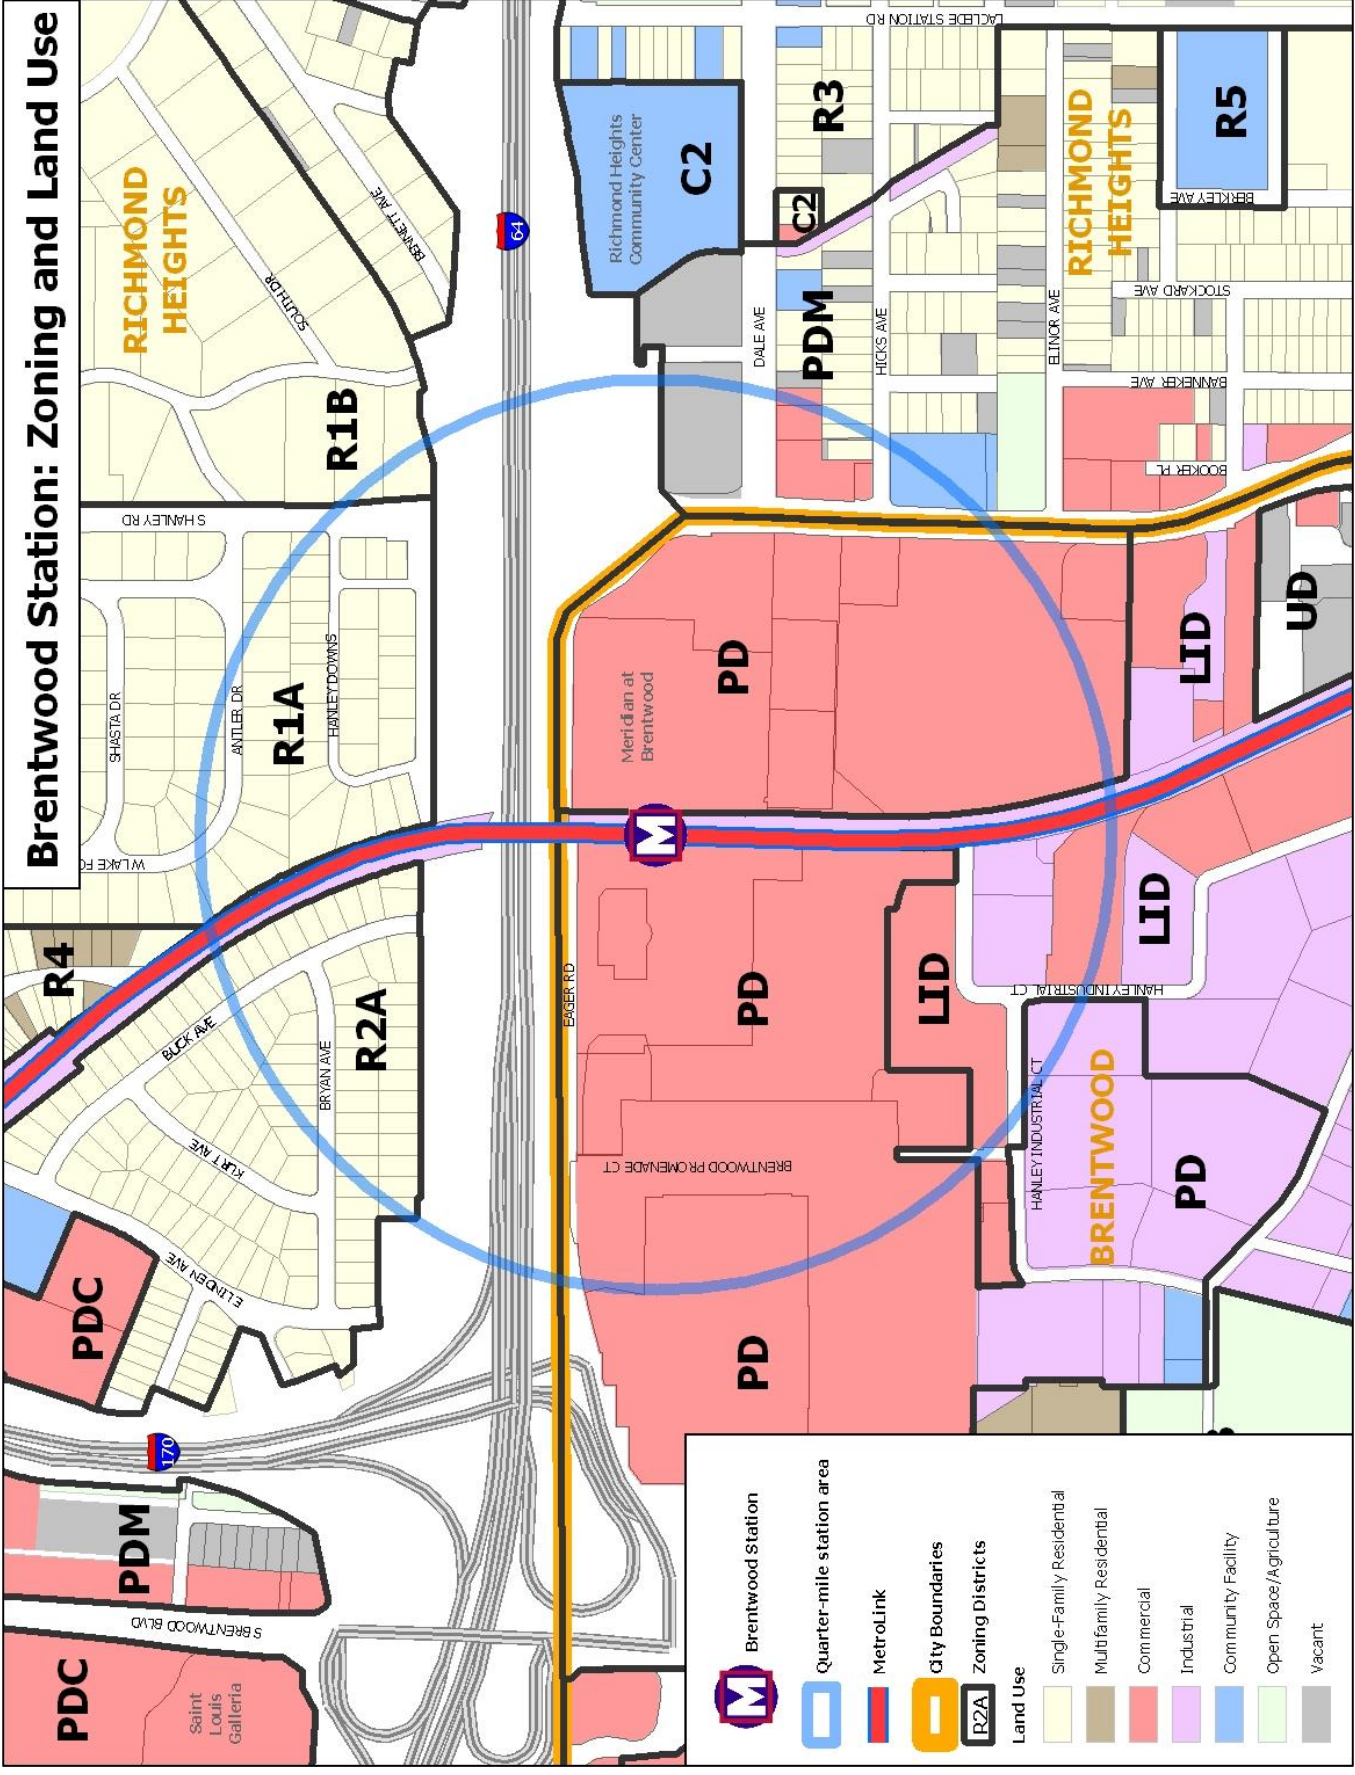 Brentwood Station: Zoning and Land Use
PDC
Saint
Louis
Galleria
S BRENTWOOD BLVD
PDM
170
PDC
E LINDEN AVE
KURT AVE
BUCK AVE
BRYAN AVE
R2A
R4
W LAKE FO
SHASTA DR
ANTLER DR
R1A
HANLEY DOWNS
S HANLEY RD
R1B
RICHMOND
HEIGHTS
SOUTH DR
BENNETT AVE
64
EAGER RD
PD
BRENTWOOD PROMENADE CT
PD
M
Meridian at
Brentwood
PD
Richmond Heights
Community Center
C2
DALE AVE
C2
R3
PDM
HICKS AVE
LACLEDE STATION RD
ELINOR AVE
RICHMOND
HEIGHTS
R5
BERKLEY AVE
STOCKARD AVE
BANNEKER AVE
BOOKER PL
LID
HANLEY INDUSTRIAL CT
HANLEY INDUSTRIAL CT
BRENTWOOD
PD
LID
LID
UD
M
Brentwood Station
Quarter-mile station area
MetroLink
City Boundaries
R2A
Zoning Districts
Land Use
Single-Family Residential
Multifamily Residential
Commercial
Industrial
Community Facility
Open Space/Agriculture
Vacant